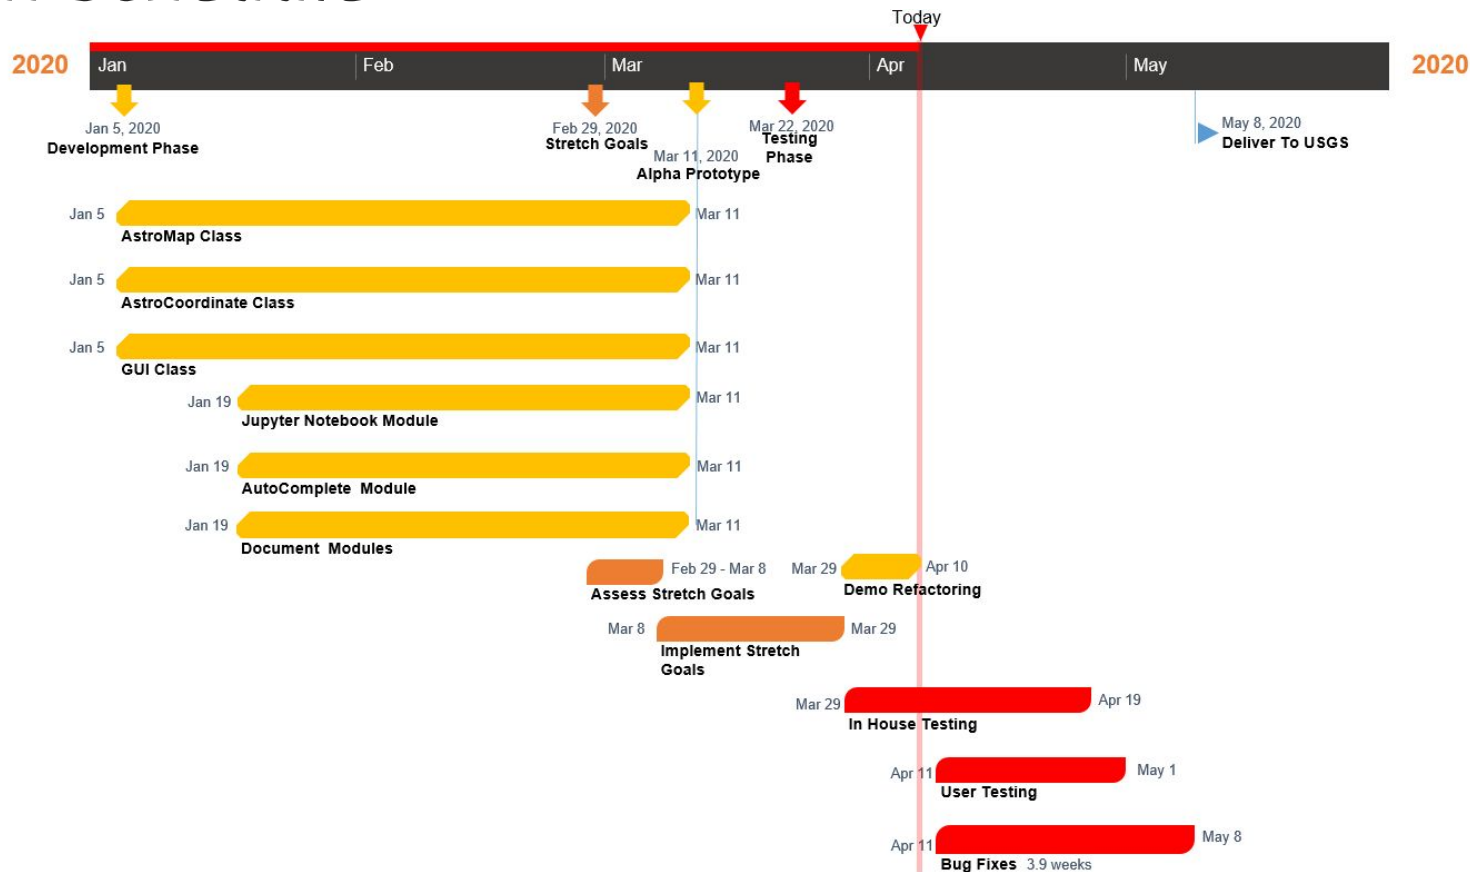 Today
2020 Jan Feb Mar Apr May 2020
Jan 5, 2020
Development Phase
Feb 29, 2020
Stretch Goals
Mar 11, 2020
Alpha Prototype
Mar 22, 2020
Testing
Phase
May 8, 2020
Deliver To USGS
Jan 5 Mar 11
AstroMap Class
Jan 5 Mar 11
AstroCoordinate Class
Jan 5 Mar 11
GUI Class
Jan 19 Mar 11
Jupyter Notebook Module
Jan 19 Mar 11
AutoComplete Module
Jan 19 Mar 11
Document Modules
Feb 29 - Mar 8
Assess Stretch Goals
Mar 29 Apr 10
Demo Refactoring
Mar 8 Mar 29
Implement Stretch
Goals
Mar 29 Apr 19
In House Testing
Apr 11 May 1
User Testing
Apr 11 May 8
Bug Fixes 3.9 weeks